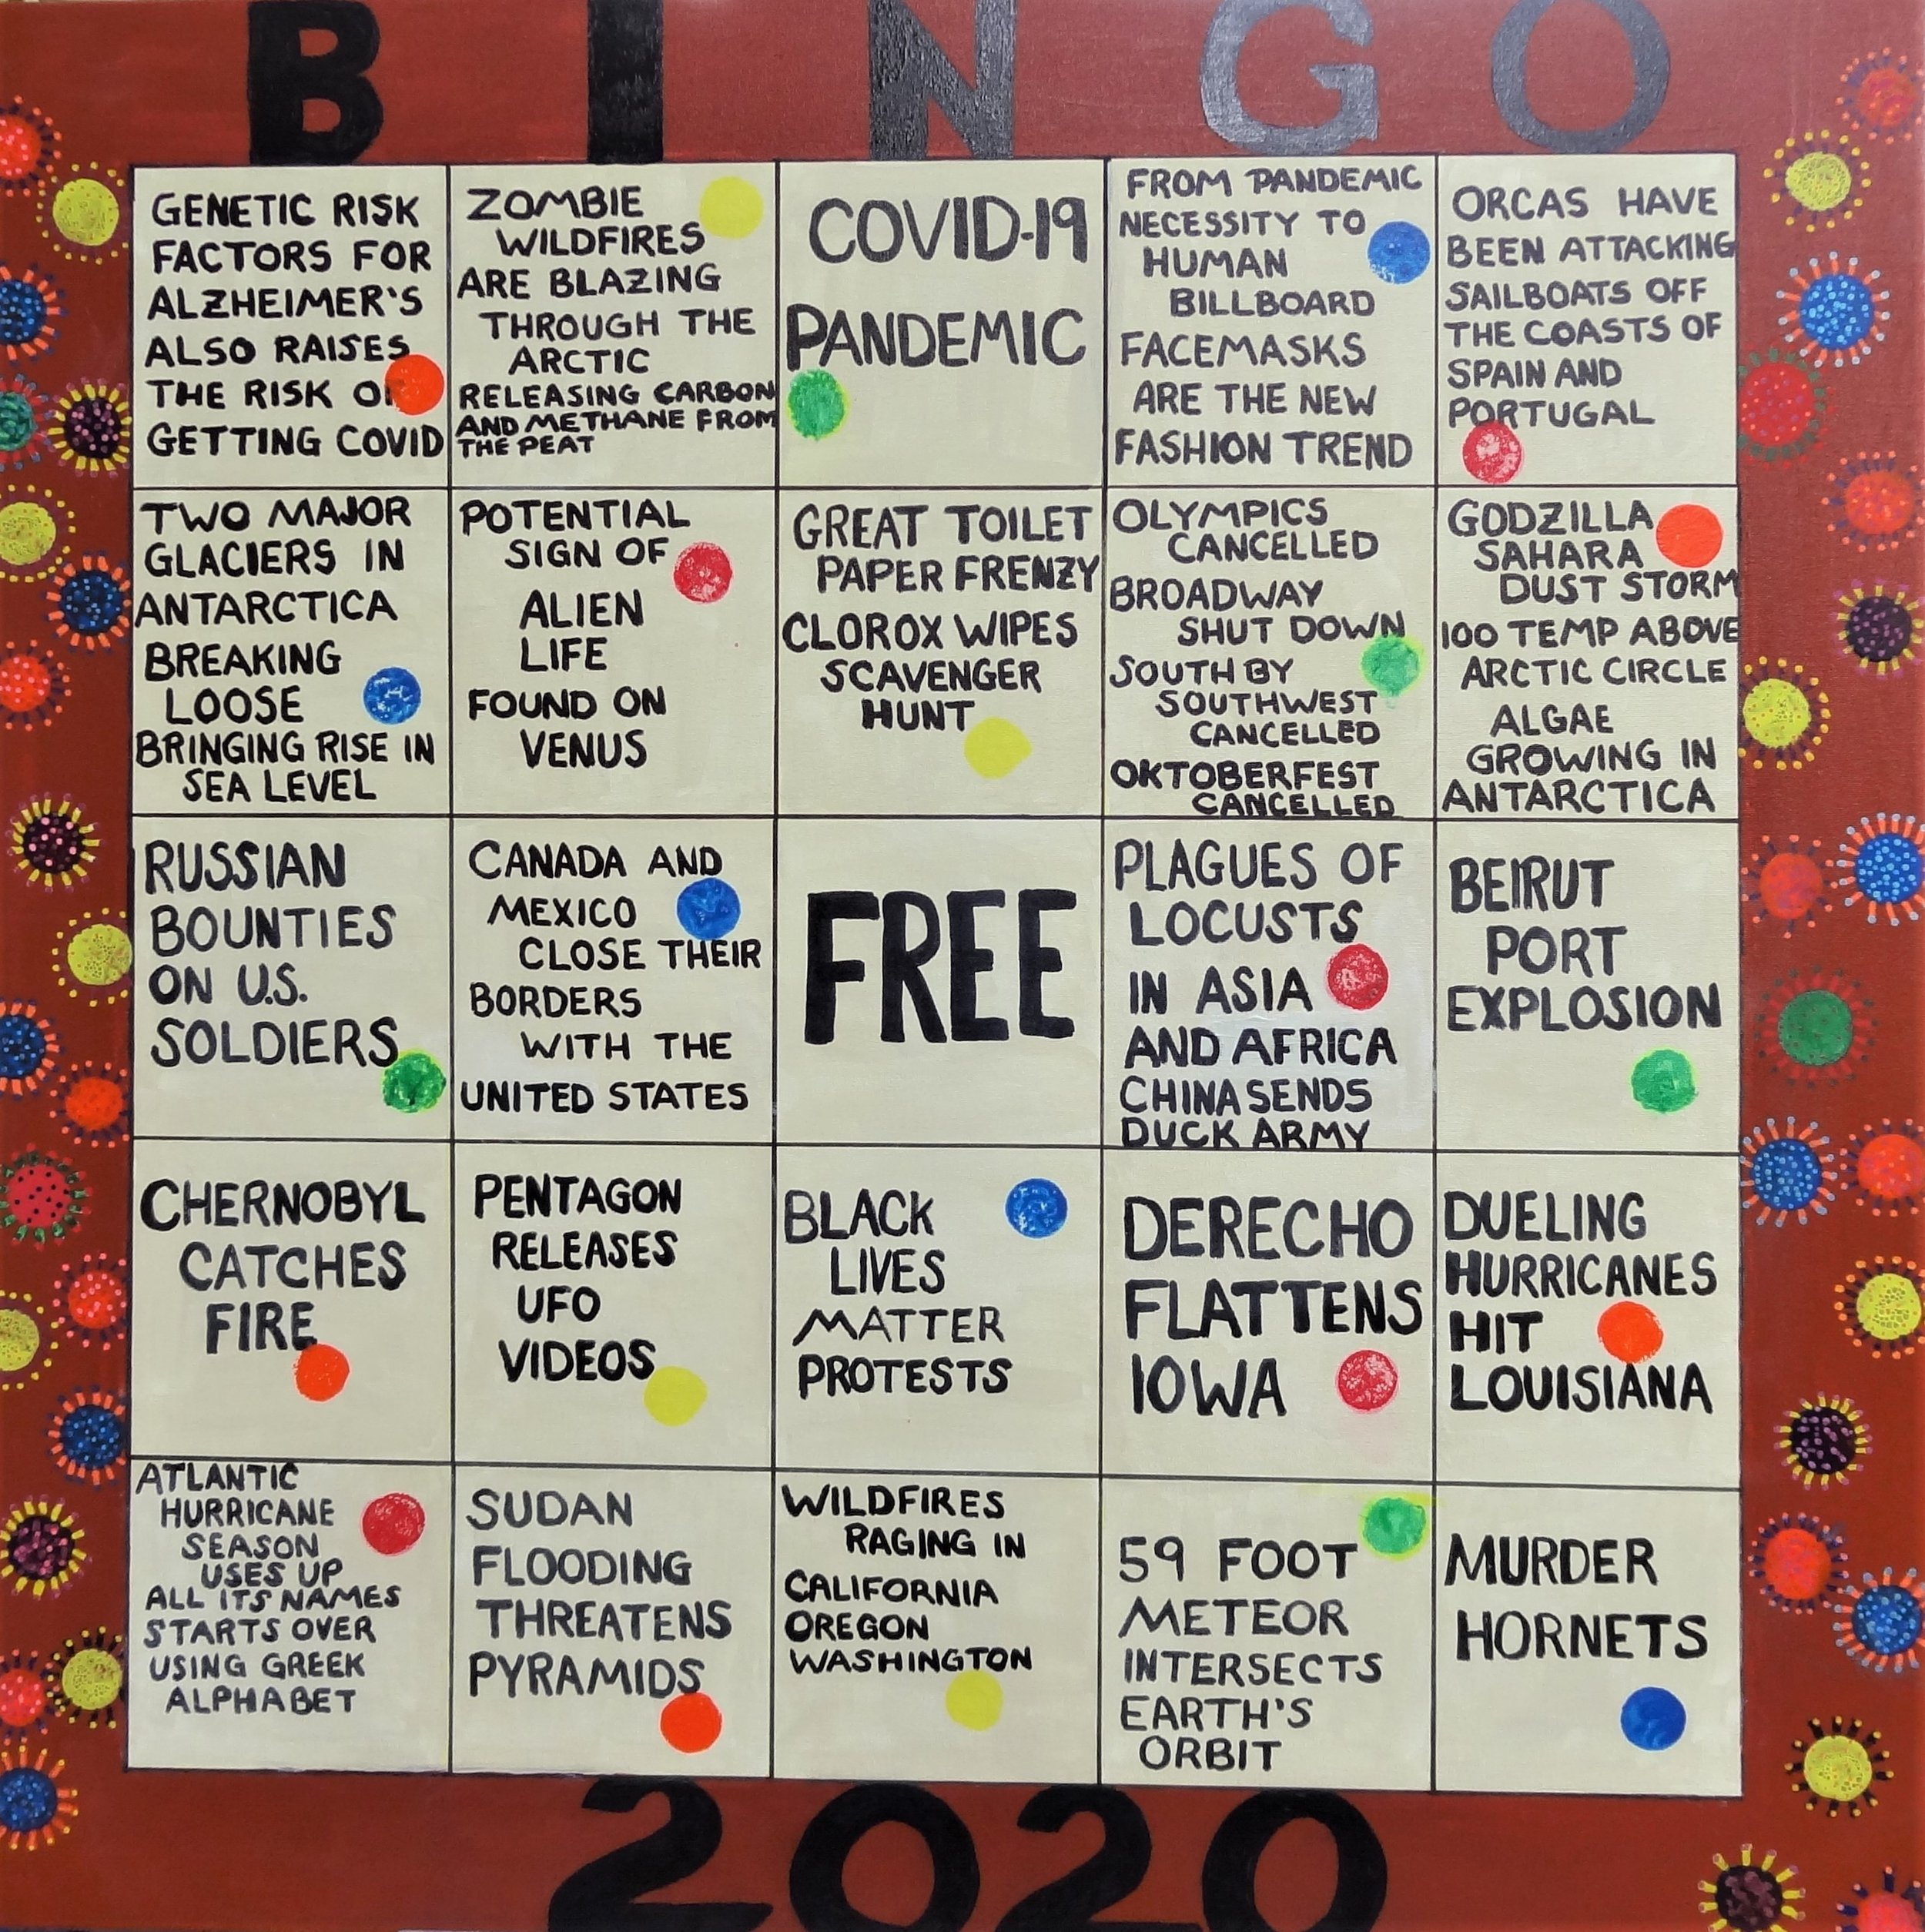 B I N G O
GENETIC RISK
FACTORS FOR
ALZHEIMER'S
ALSO RAISES
THE RISK OF
GETTING COVID
ZOMBIE
WILDFIRES
ARE BLAZING
THROUGH THE
ARCTIC
RELEASING CARBON
AND METHANE FROM
THE PEAT
COVID-19
PANDEMIC
FROM PANDEMIC
NECESSITY TO
HUMAN
BILLBOARD
FACEMASKS
ARE THE NEW
FASHION TREND
ORCAS HAVE
BEEN ATTACKING
SAILBOATS OFF
THE COASTS OF
SPAIN AND
PORTUGAL
TWO MAJOR
GLACIERS IN
ANTARCTICA
BREAKING
LOOSE
BRINGING RISE IN
SEA LEVEL
POTENTIAL
SIGN OF
ALIEN
LIFE
FOUND ON
VENUS
GREAT TOILET
PAPER FRENZY
CLOROX WIPES
SCAVENGER
HUNT
OLYMPICS
CANCELLED
BROADWAY
SHUT DOWN
SOUTH BY
SOUTHWEST
CANCELLED
OKTOBERFEST
CANCELLED
GODZILLA
SAHARA
DUST STORM
100 TEMP ABOVE
ARCTIC CIRCLE
ALGAE
GROWING IN
ANTARCTICA
RUSSIAN
BOUNTIES
ON U.S.
SOLDIERS
CANADA AND
MEXICO
CLOSE THEIR
BORDERS
WITH THE
UNITED STATES
FREE
PLAGUES OF
LOCUSTS
IN ASIA
AND AFRICA
CHINA SENDS
DUCK ARMY
BEIRUT
PORT
EXPLOSION
CHERNOBYL
CATCHES
FIRE
PENTAGON
RELEASES
UFO
VIDEOS
BLACK
LIVES
MATTER
PROTESTS
DERECHO
FLATTENS
IOWA
DUELING
HURRICANES
HIT
LOUISIANA
ATLANTIC
HURRICANE
SEASON
USES UP
ALL ITS NAMES
STARTS OVER
USING GREEK
ALPHABET
SUDAN
FLOODING
THREATENS
PYRAMIDS
WILDFIRES
RAGING IN
CALIFORNIA
OREGON
WASHINGTON
59 FOOT
METEOR
INTERSECTS
EARTH'S
ORBIT
MURDER
HORNETS
2020